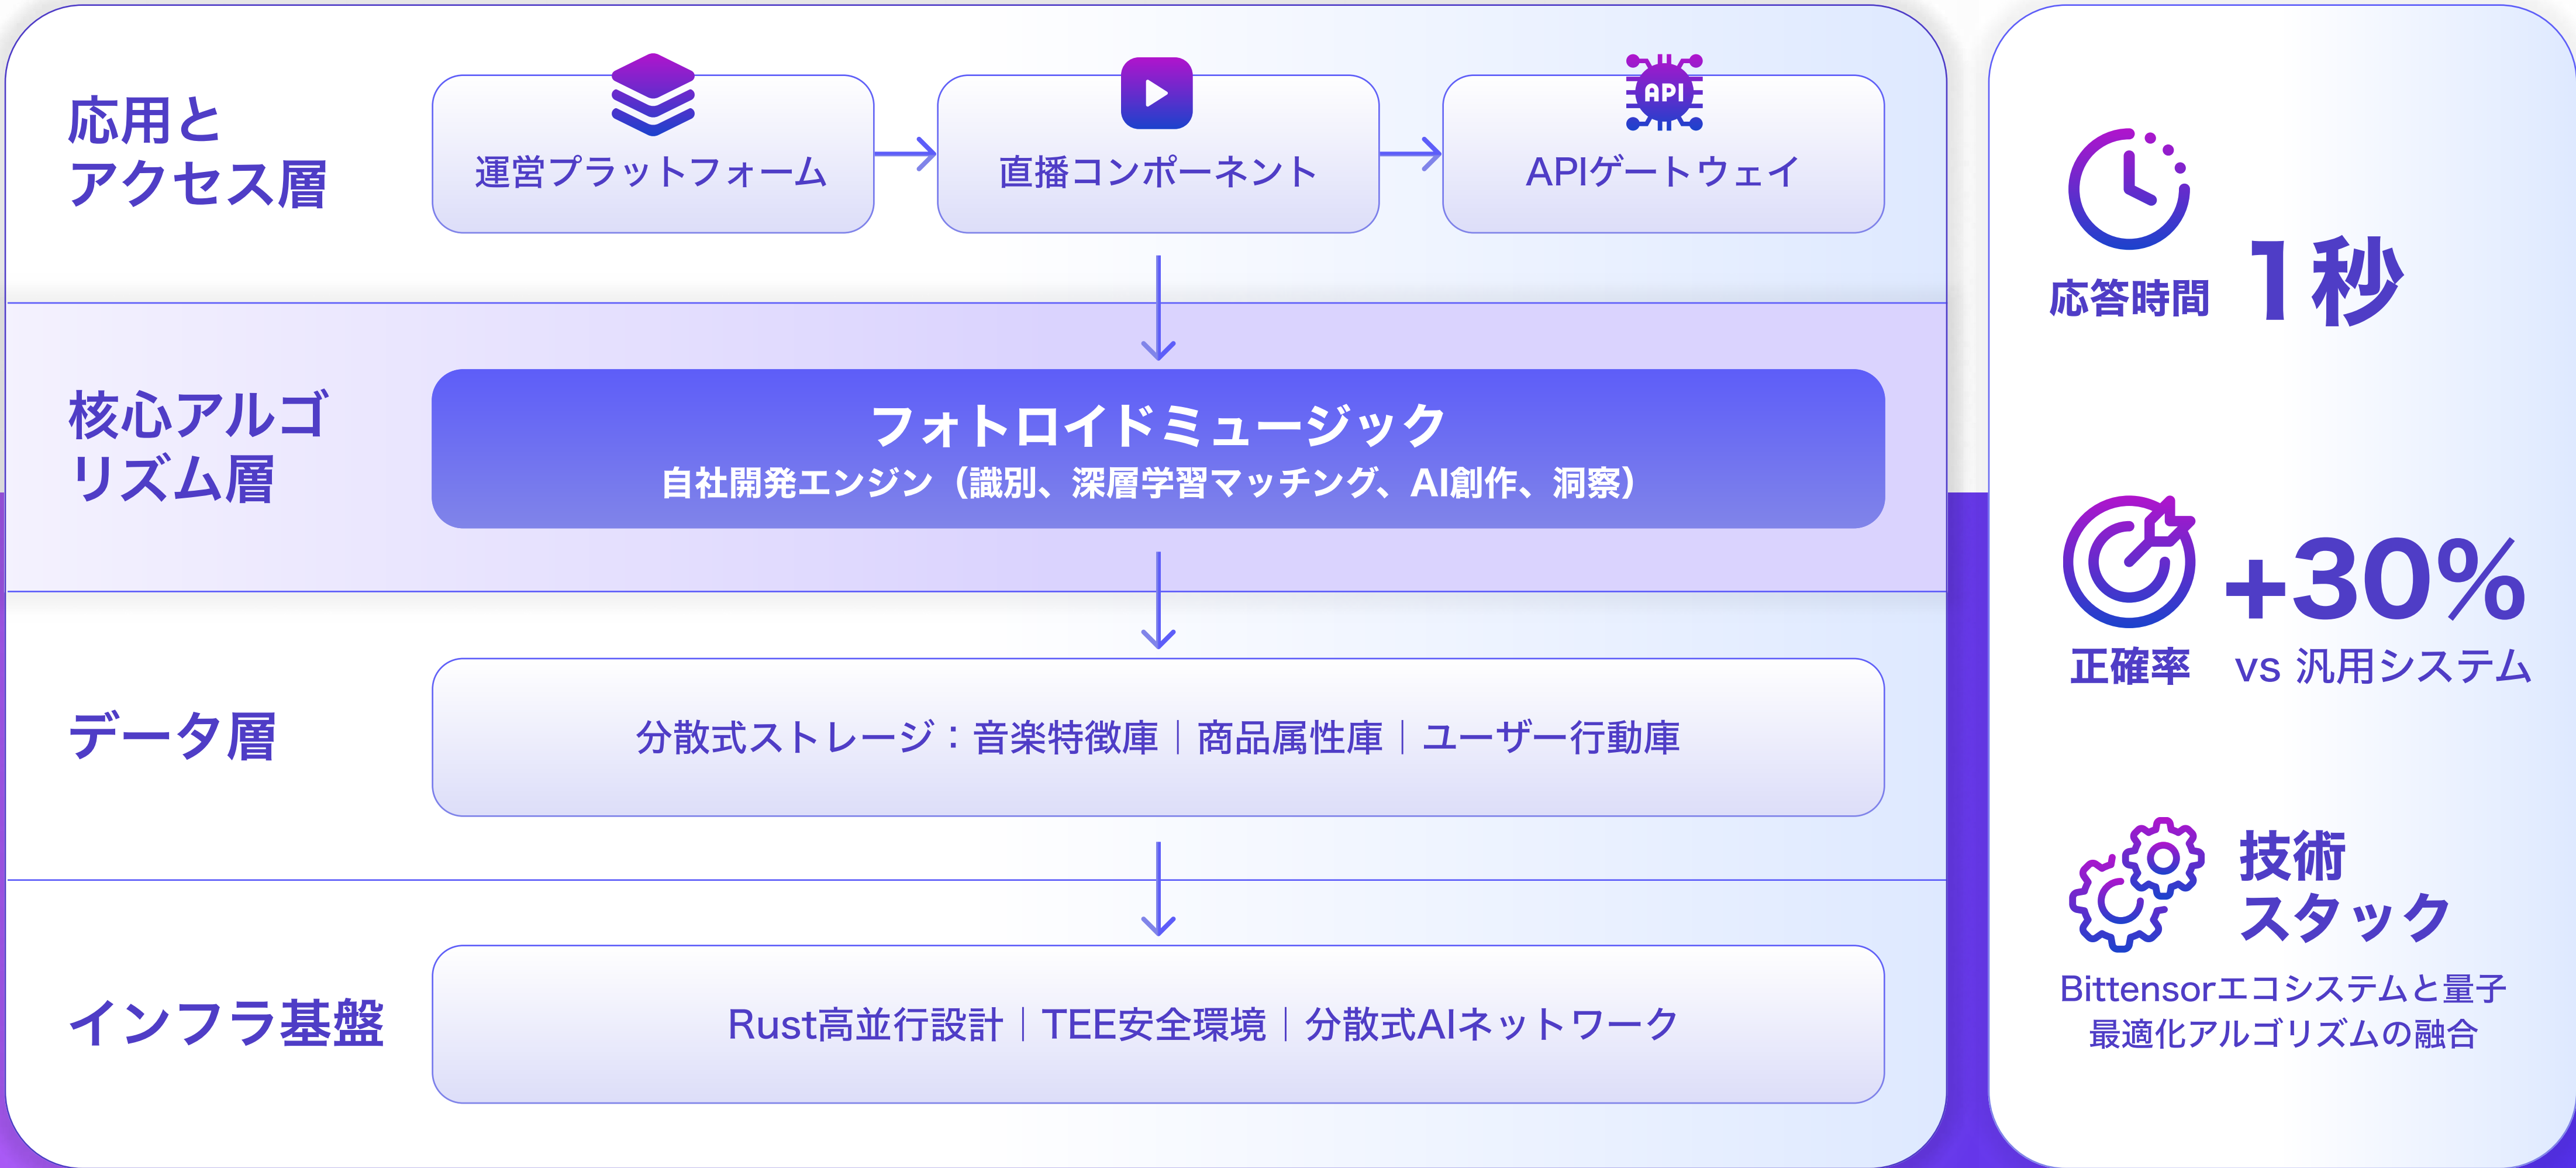 応用と
アクセス層
運営プラットフォーム
直播コンポーネント
API
APIゲートウェイ
核心アルゴ
リズム層
フォトロイドミュージック
自社開発エンジン（識別、深層学習マッチング、AI創作、洞察）
データ層
分散式ストレージ：音楽特徴庫｜商品属性庫｜ユーザー行動庫
インフラ基盤
Rust高並行設計｜TEE安全環境｜分散式AIネットワーク
応答時間
1秒
正確率
+30%
vs 汎用システム
技術
スタック
Bittensorエコシステムと量子
最適化アルゴリズムの融合